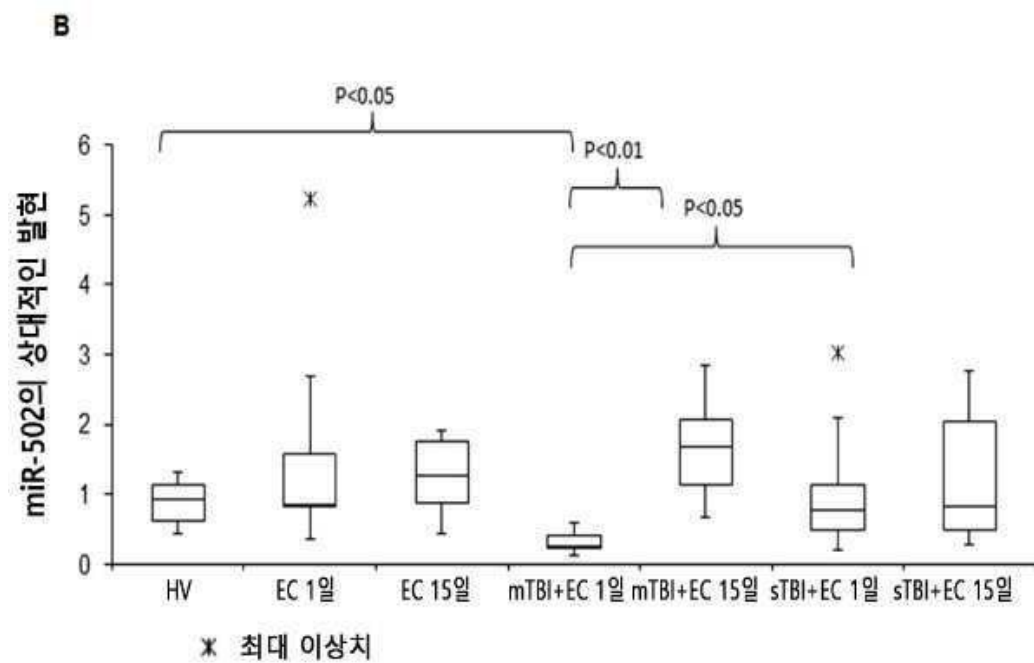 B
P<0.05
P<0.01
P<0.05
6
5
4
3
2
1
0
miR-502의 상대적인 발현
HV EC 1일 EC 15일 mTBI+EC 1일 mTBI+EC 15일 sTBI+EC 1일 sTBI+EC 15일
최대 이상치